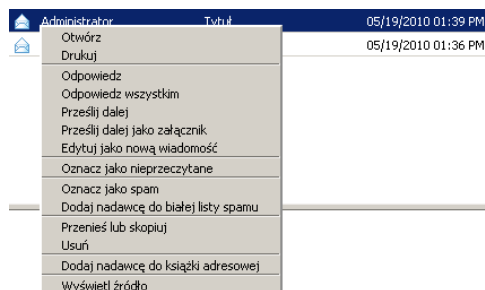 Administrator Tytuł 05/19/2010 01:39 PM
05/19/2010 01:36 PM
Otwórz
Drukuj
Odpowiedz
Odpowiedz wszystkim
Prześlij dalej
Prześlij dalej jako załącznik
Edytuj jako nową wiadomość
Oznacz jako nieprzeczytane
Oznacz jako spam
Dodaj nadawcę do białej listy spamu
Przenieś lub skopiuj
Usuń
Dodaj nadawcę do książki adresowej
Wyświetl źródło